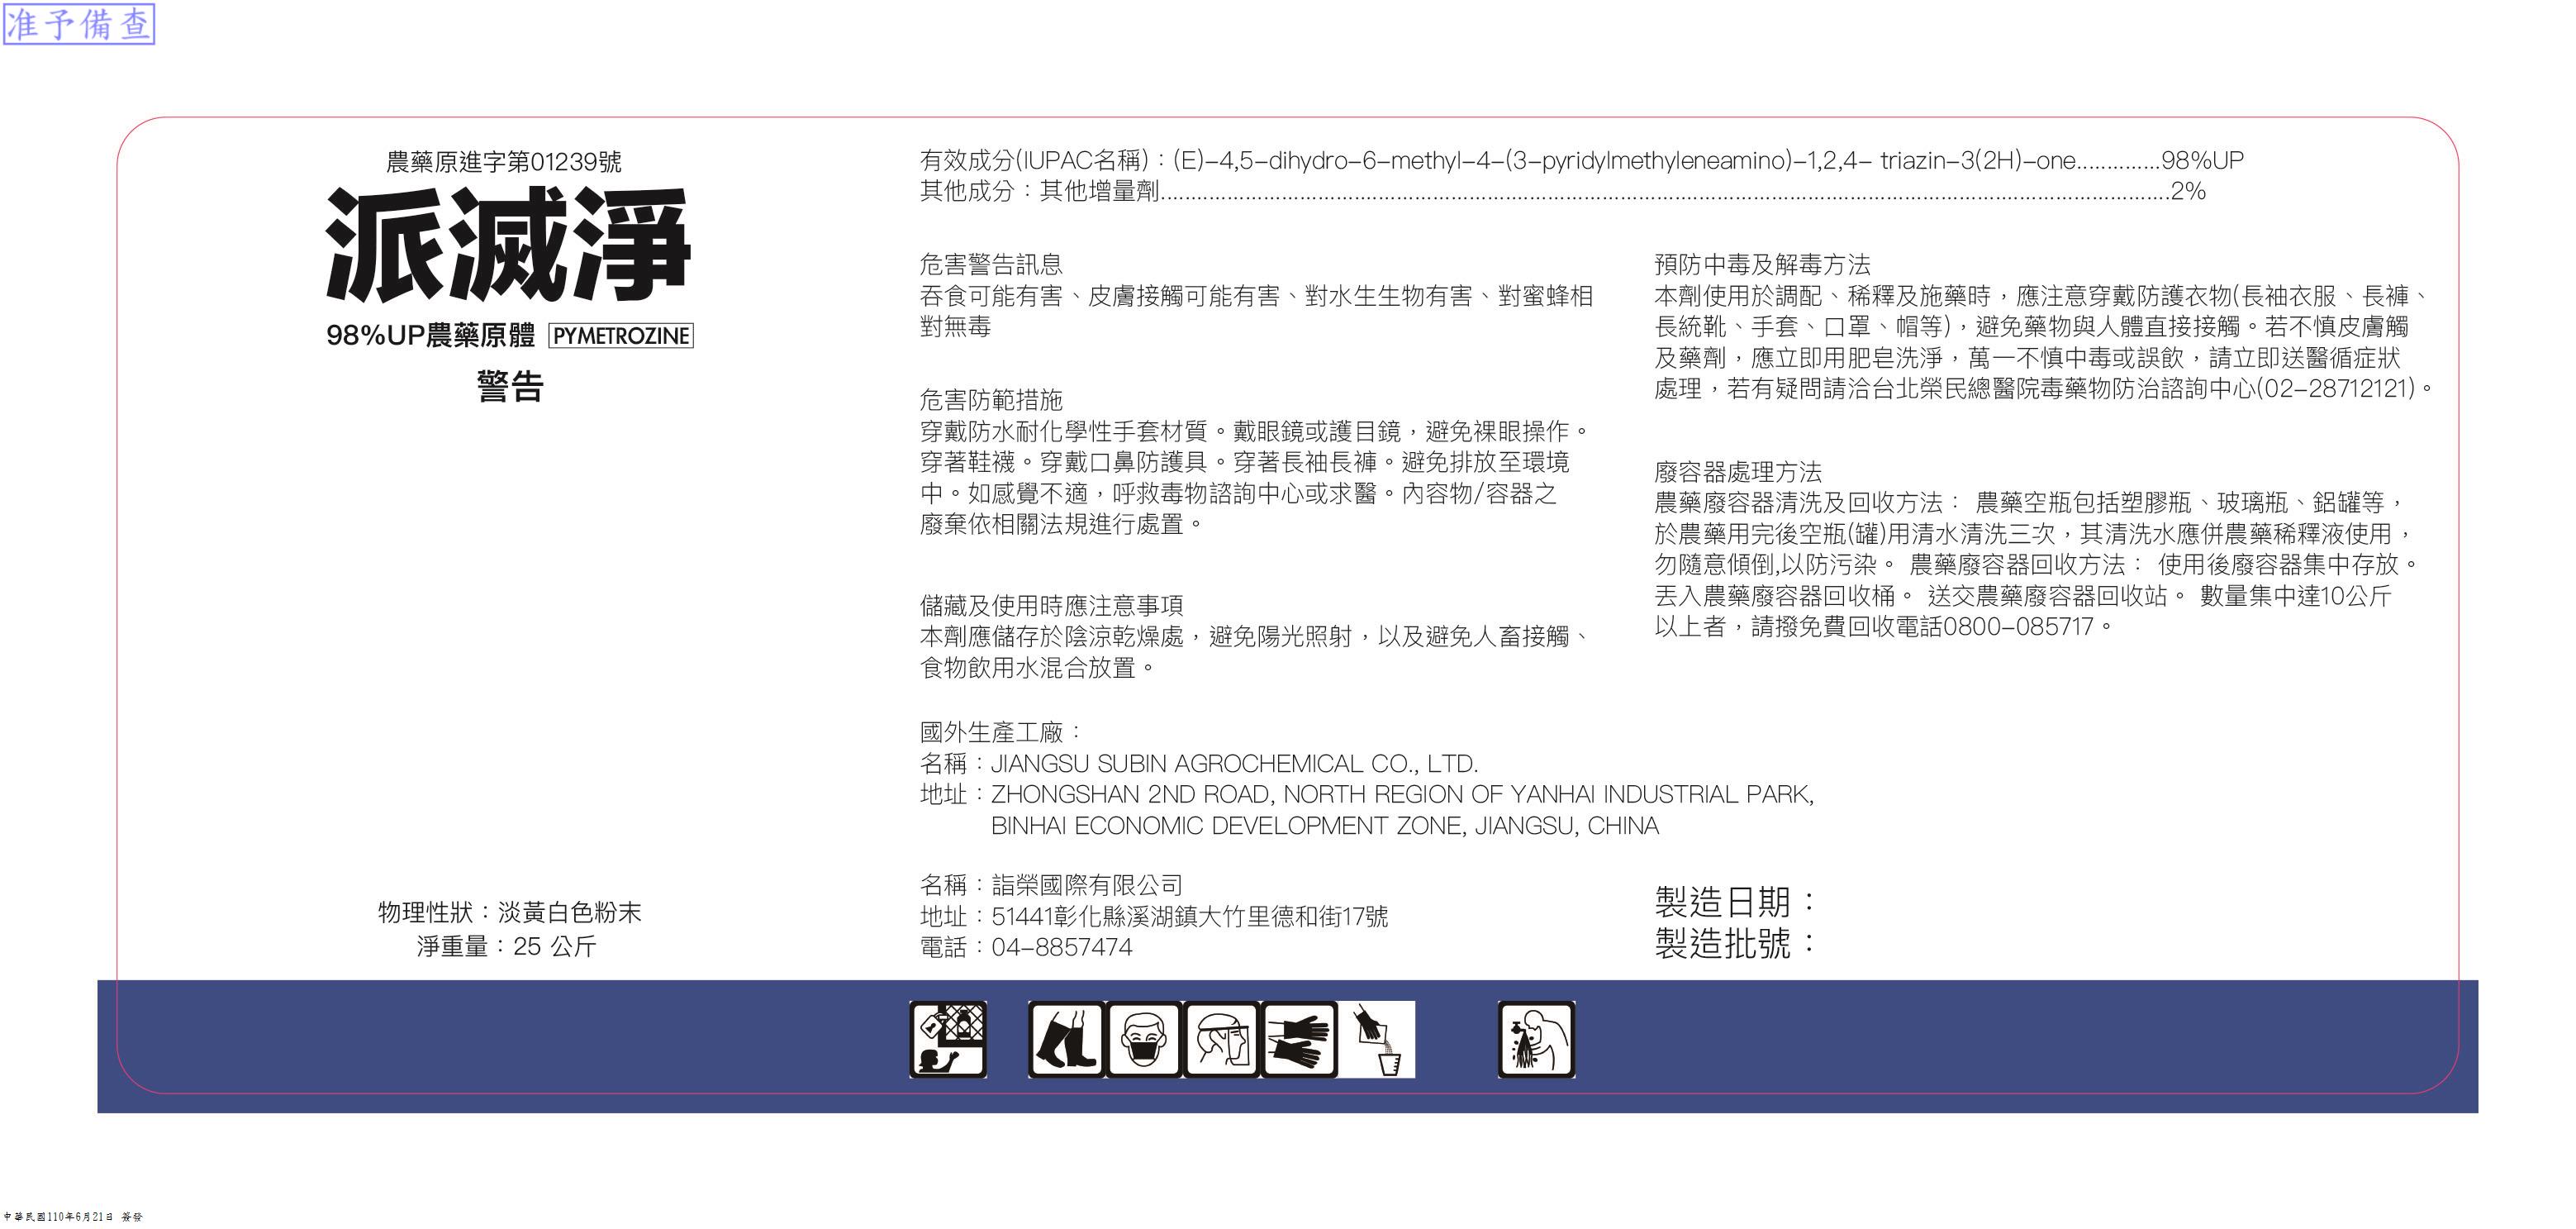 准予備查
農藥原進字第01239號
派滅淨
98%UP農藥原體 PYMETROZINE
警告
物理性狀：淡黃白色粉末
淨重量：25 公斤
有效成分(IUPAC名稱)：(E)–4,5–dihydro–6–methyl–4–(3–pyridylmethyleneamino)–1,2,4– triazin–3(2H)–one..............98%UP
其他成分：其他增量劑........................................................................................................................................................................2%
危害警告訊息
吞食可能有害、皮膚接觸可能有害、對水生生物有害、對蜜蜂相
對無毒
危害防範措施
穿戴防水耐化學性手套材質。戴眼鏡或護目鏡，避免裸眼操作。
穿著鞋襪。穿戴口鼻防護具。穿著長袖長褲。避免排放至環境
中。如感覺不適，呼救毒物諮詢中心或求醫。內容物/容器之
廢棄依相關法規進行處置。
儲藏及使用時應注意事項
本劑應儲存於陰涼乾燥處，避免陽光照射，以及避免人畜接觸、
食物飲用水混合放置。
國外生產工廠：
名稱：JIANGSU SUBIN AGROCHEMICAL CO., LTD.
地址：ZHONGSHAN 2ND ROAD, NORTH REGION OF YANHAI INDUSTRIAL PARK,
BINHAI ECONOMIC DEVELOPMENT ZONE, JIANGSU, CHINA
名稱：詣榮國際有限公司
地址：51441彰化縣溪湖鎮大竹里德和街17號
電話：04–8857474
預防中毒及解毒方法
本劑使用於調配、稀釋及施藥時，應注意穿戴防護衣物(長袖衣服、長褲、
長統靴、手套、口罩、帽等)，避免藥物與人體直接接觸。若不慎皮膚觸
及藥劑，應立即用肥皂洗淨，萬一不慎中毒或誤飲，請立即送醫循症狀
處理，若有疑問請洽台北榮民總醫院毒藥物防治諮詢中心(02–28712121)。
廢容器處理方法
農藥廢容器清洗及回收方法： 農藥空瓶包括塑膠瓶、玻璃瓶、鋁罐等，
於農藥用完後空瓶(罐)用清水清洗三次，其清洗水應併農藥稀釋液使用，
勿隨意傾倒,以防污染。 農藥廢容器回收方法： 使用後廢容器集中存放。
丟入農藥廢容器回收桶。 送交農藥廢容器回收站。 數量集中達10公斤
以上者，請撥免費回收電話0800–085717。
製造日期：
製造批號：
中華民國110年6月21日 簽發